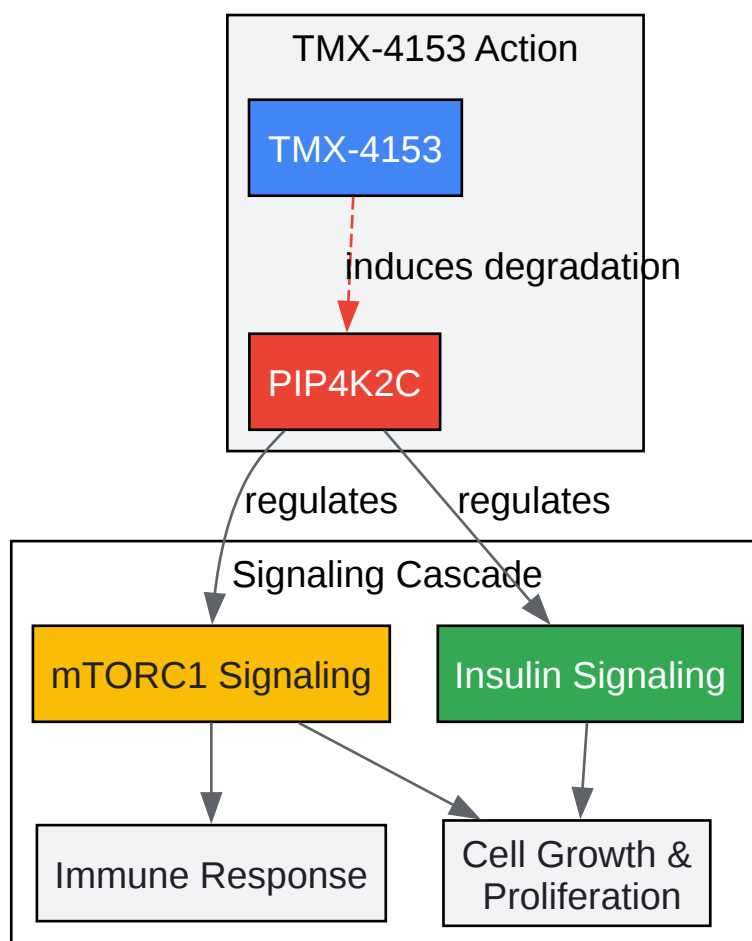 TMX-4153 Action
TMX-4153
induces degradation
PIP4K2C
regulates
regulates
Signaling Cascade
mTORC1 Signaling
Insulin Signaling
Immune Response
Cell Growth &
Proliferation